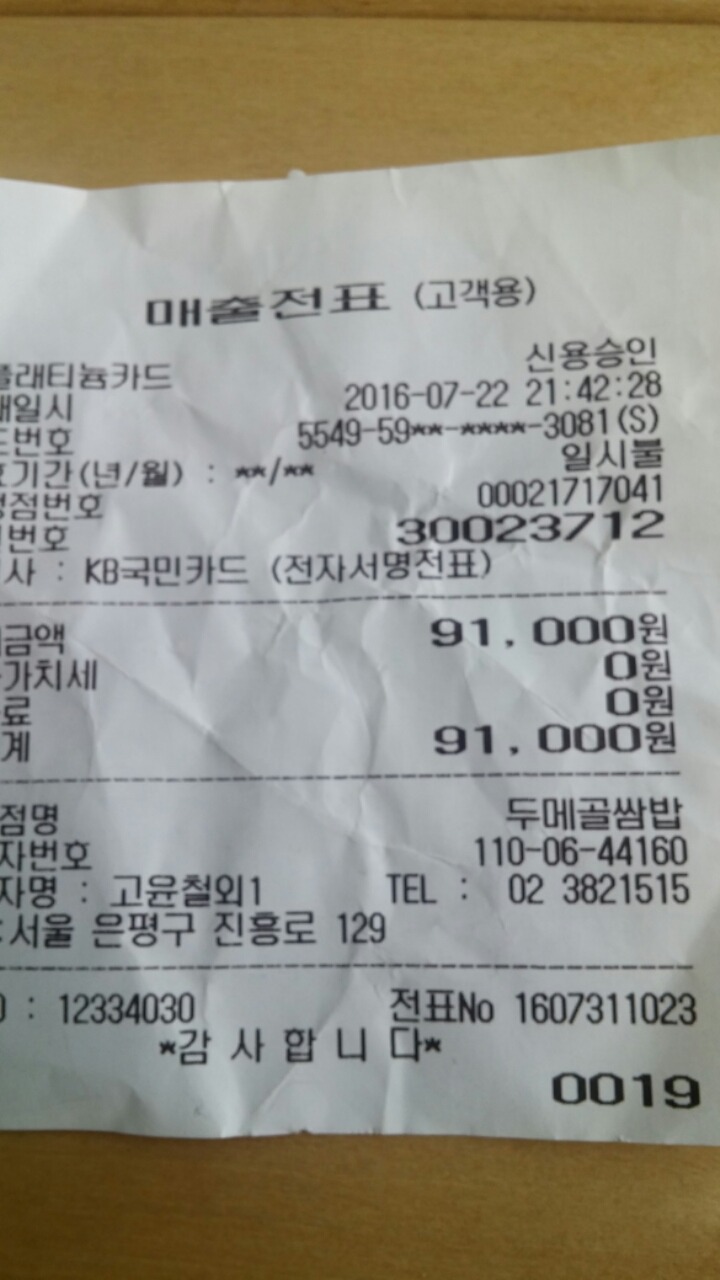 매출전표 (고객용)
신용승인
플래티늄카드
래일시 2016-07-22 21:42:28
드번호 5549-59**-****-3081(S)
효기간(년/월) : **/** 일시불
맹점번호 00021717041
번호 30023712
사 : KB국민카드 (전자서명전표)
금액 91,000원
가치세 0원
료 0원
계 91,000원
점명 두메골쌈밥
자번호 110-06-44160
자명 : 고윤철외1 TEL : 02 3821515
:서울 은평구 진흥로 129
D : 12334030 전표No 1607311023
*감 사 합 니 다*
0019